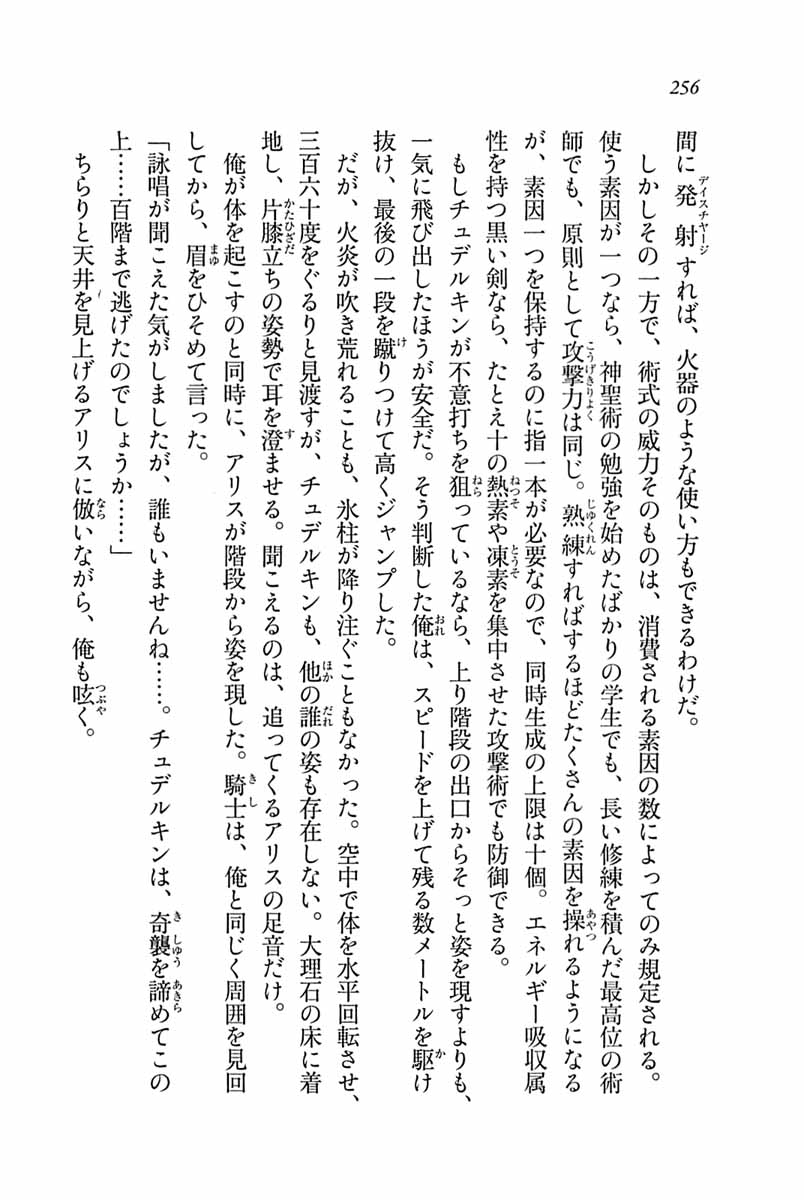 256
間に発射すれば、火器のような使い方もできるわけだ。
　しかしその一方で、術式の威力そのものは、消費される素因の数によってのみ規定される。
使う素因が一つなら、神聖術の勉強を始めたばかりの学生でも、長い修練を積んだ最高位の術
師でも、原則として攻撃力は同じ。熟練すればするほどたくさんの素因を操れるようになる
が、素因一つを保持するのに指一本が必要なので、同時生成の上限は十個。エネルギー吸収属
性を持つ黒い剣なら、たとえ十の熱素や凍素を集中させた攻撃術でも防御できる。
　もしチュデルキンが不意打ちを狙っているなら、上り階段の出口からそっと姿を現すよりも、
一気に飛び出したほうが安全だ。そう判断した俺は、スピードを上げて残る数メートルを駆け
抜け、最後の一段を蹴りつけて高くジャンプした。
　だが、火炎が吹き荒れることも、氷柱が降り注ぐこともなかった。空中で体を水平回転させ、
三百六十度をぐるりと見渡すが、チュデルキンも、他の誰の姿も存在しない。大理石の床に着
地し、片膝立ちの姿勢で耳を澄ませる。聞こえるのは、追ってくるアリスの足音だけ。
　俺が体を起こすのと同時に、アリスが階段から姿を現した。騎士は、俺と同じく周囲を見回
してから、眉をひそめて言った。
「詠唱が聞こえた気がしましたが、誰もいませんね……。チュデルキンは、奇襲を諦めてこの
上……百階まで逃げたのでしょうか……」
　ちらりと天井を見上げるアリスに倣いながら、俺も呟く。